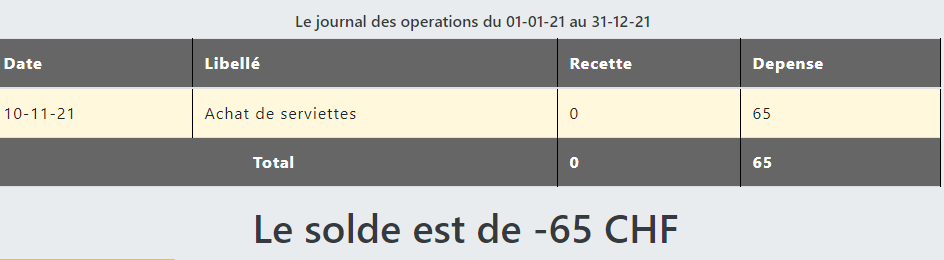 Le journal des operations du 01-01-21 au 31-12-21
Date Libellé Recette Depense
10-11-21 Achat de serviettes 0 65
Total 0 65
Le solde est de -65 CHF